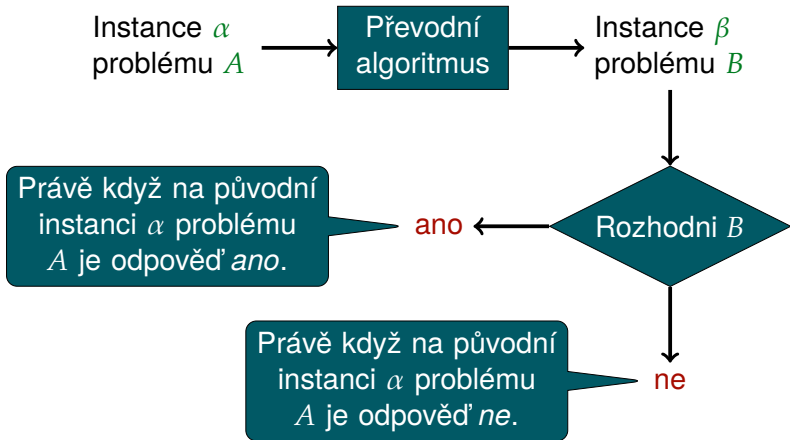 Instance α
problému A
Převodní
algoritmus
Instance β
problému B
Právě když na původní
instanci α problému
A je odpověď ano.
ano
Rozhodni B
Právě když na původní
instanci α problému
A je odpověď ne.
ne